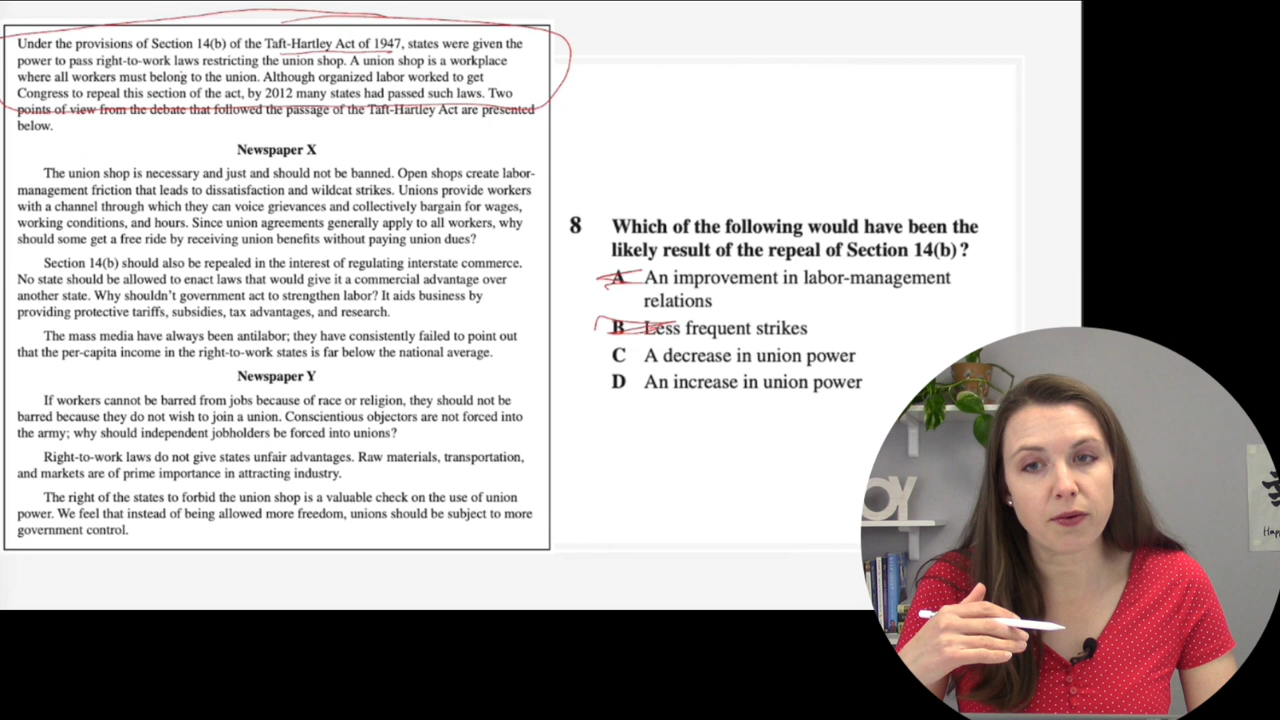 Under the provisions of Section 14(b) of the Taft-Hartley Act of 1947, states were given the
power to pass right-to-work laws restricting the union shop. A union shop is a workplace
where all workers must belong to the union. Although organized labor worked to get
Congress to repeal this section of the act, by 2012 many states had passed such laws. Two
points of view from the debate that followed the passage of the Taft-Hartley Act are presented
below.
Newspaper X
The union shop is necessary and just and should not be banned. Open shops create labor-
management friction that leads to dissatisfaction and wildcat strikes. Unions provide workers
with a channel through which they can voice grievances and collectively bargain for wages,
working conditions, and hours. Since union agreements generally apply to all workers, why
should some get a free ride by receiving union benefits without paying union dues?
Section 14(b) should also be repealed in the interest of regulating interstate commerce.
No state should be allowed to enact laws that would give it a commercial advantage over
another state. Why shouldn't government act to strengthen labor? It aids business by
providing protective tariffs, subsidies, tax advantages, and research.
The mass media have always been antilabor; they have consistently failed to point out
that the per-capita income in the right-to-work states is far below the national average.
Newspaper Y
If workers cannot be barred from jobs because of race or religion, they should not be
barred because they do not wish to join a union. Conscientious objectors are not forced into
the army; why should independent jobholders be forced into unions?
Right-to-work laws do not give states unfair advantages. Raw materials, transportation,
and markets are of prime importance in attracting industry.
The right of the states to forbid the union shop is a valuable check on the use of union
power. We feel that instead of being allowed more freedom, unions should be subject to more
government control.
8 Which of the following would have been the
likely result of the repeal of Section 14(b)?
A An improvement in labor-management
relations
B Less frequent strikes
C A decrease in union power
D An increase in union power
OY